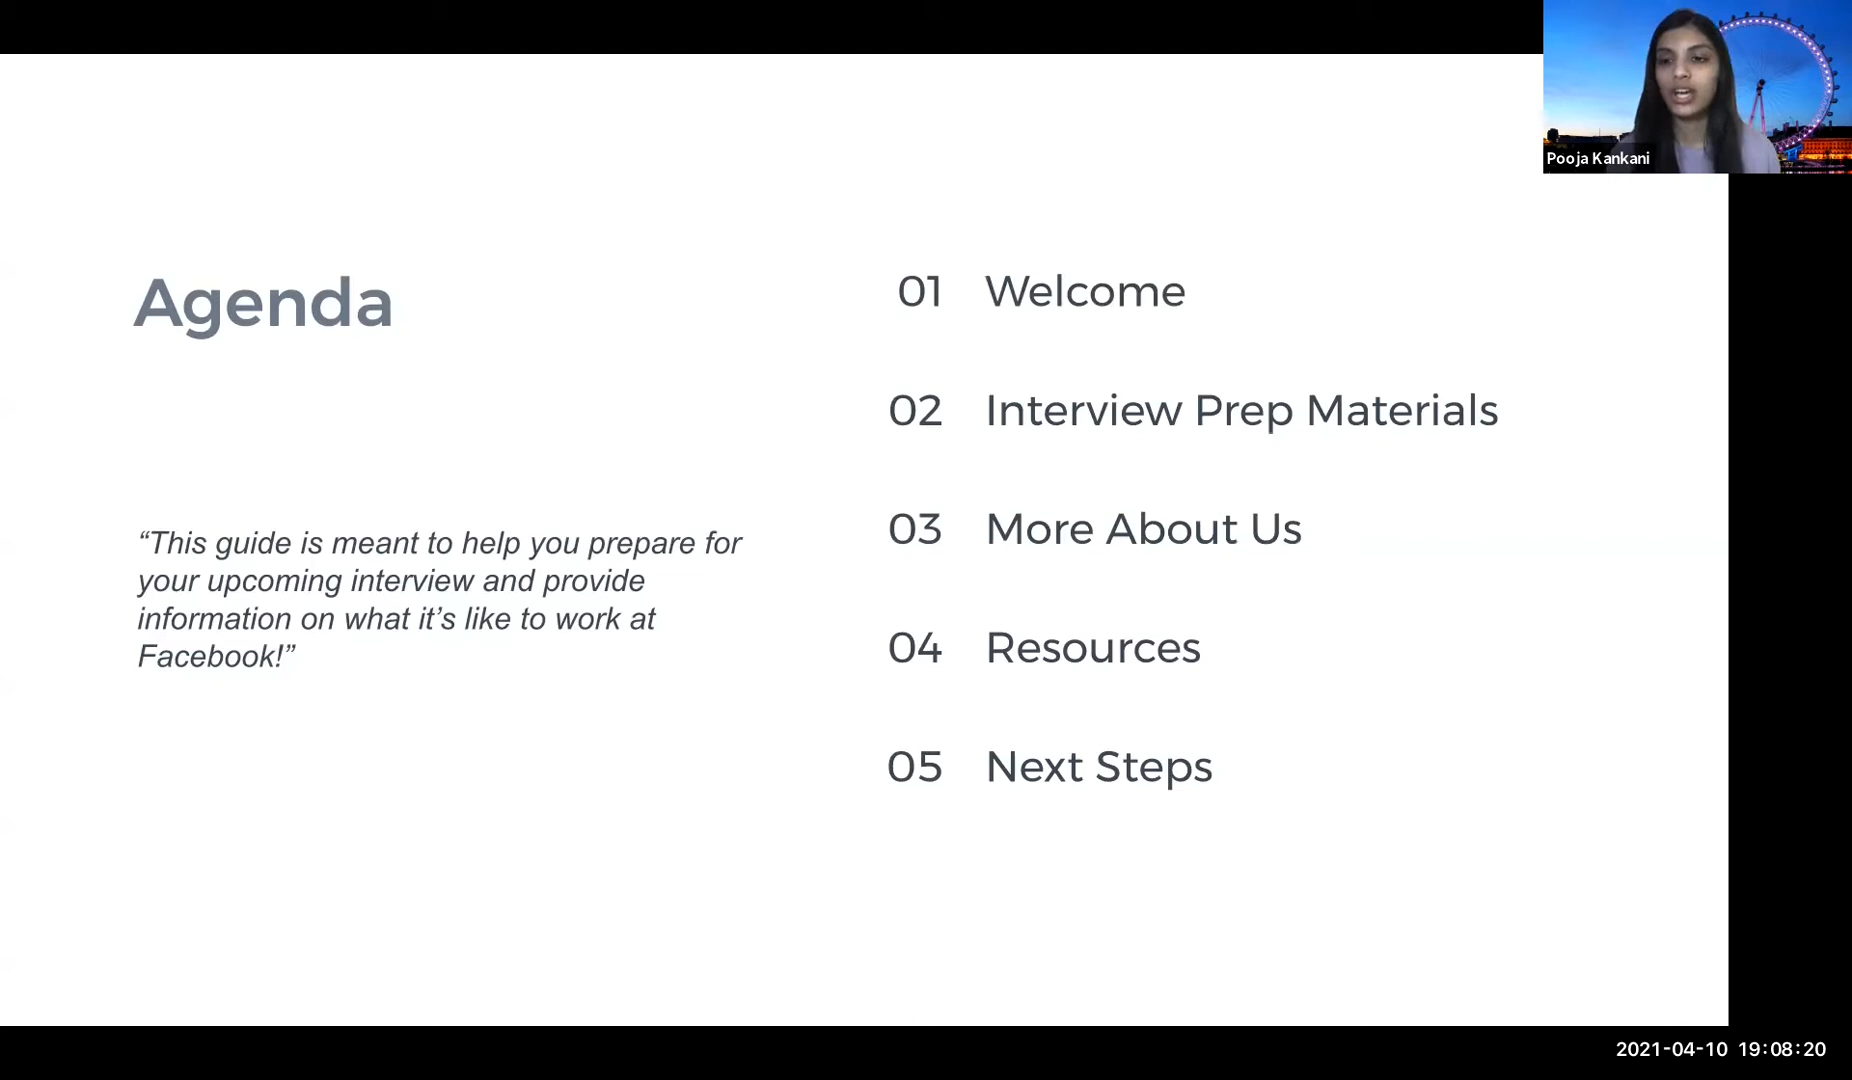 Pooja Kankani
Agenda
“This guide is meant to help you prepare for
your upcoming interview and provide
information on what it’s like to work at
Facebook!”
01 Welcome
02 Interview Prep Materials
03 More About Us
04 Resources
05 Next Steps
2021-04-10 19:08:20